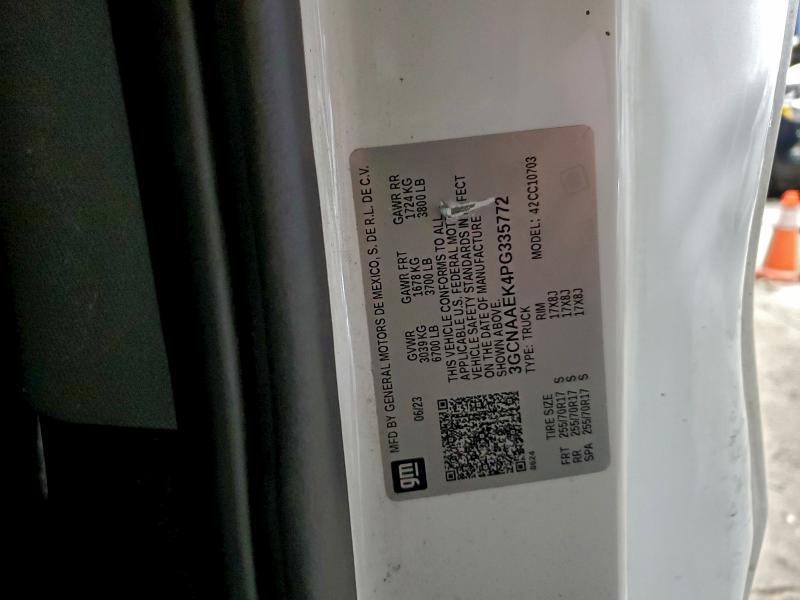 gm
MFD BY GENERAL MOTORS DE MEXICO, S. DE R.L. DE C.V.
06/23
GVWR
3039 KG
6700 LB
GAWR FRT
1678 KG
3700 LB
GAWR RR
1724 KG
3800 LB
THIS VEHICLE CONFORMS TO ALL
APPLICABLE U.S. FEDERAL MOT
VEHICLE SAFETY STANDARDS IN EFFECT
ON THE DATE OF MANUFACTURE
SHOWN ABOVE.
3GCNAAEK4PG335772
TYPE: TRUCK
MODEL: 42CC10703
0624
TIRE SIZE RIM
FRT 255/70R17 S 17X8J
RR 255/70R17 S 17X8J
SPA 255/70R17 S 17X8J